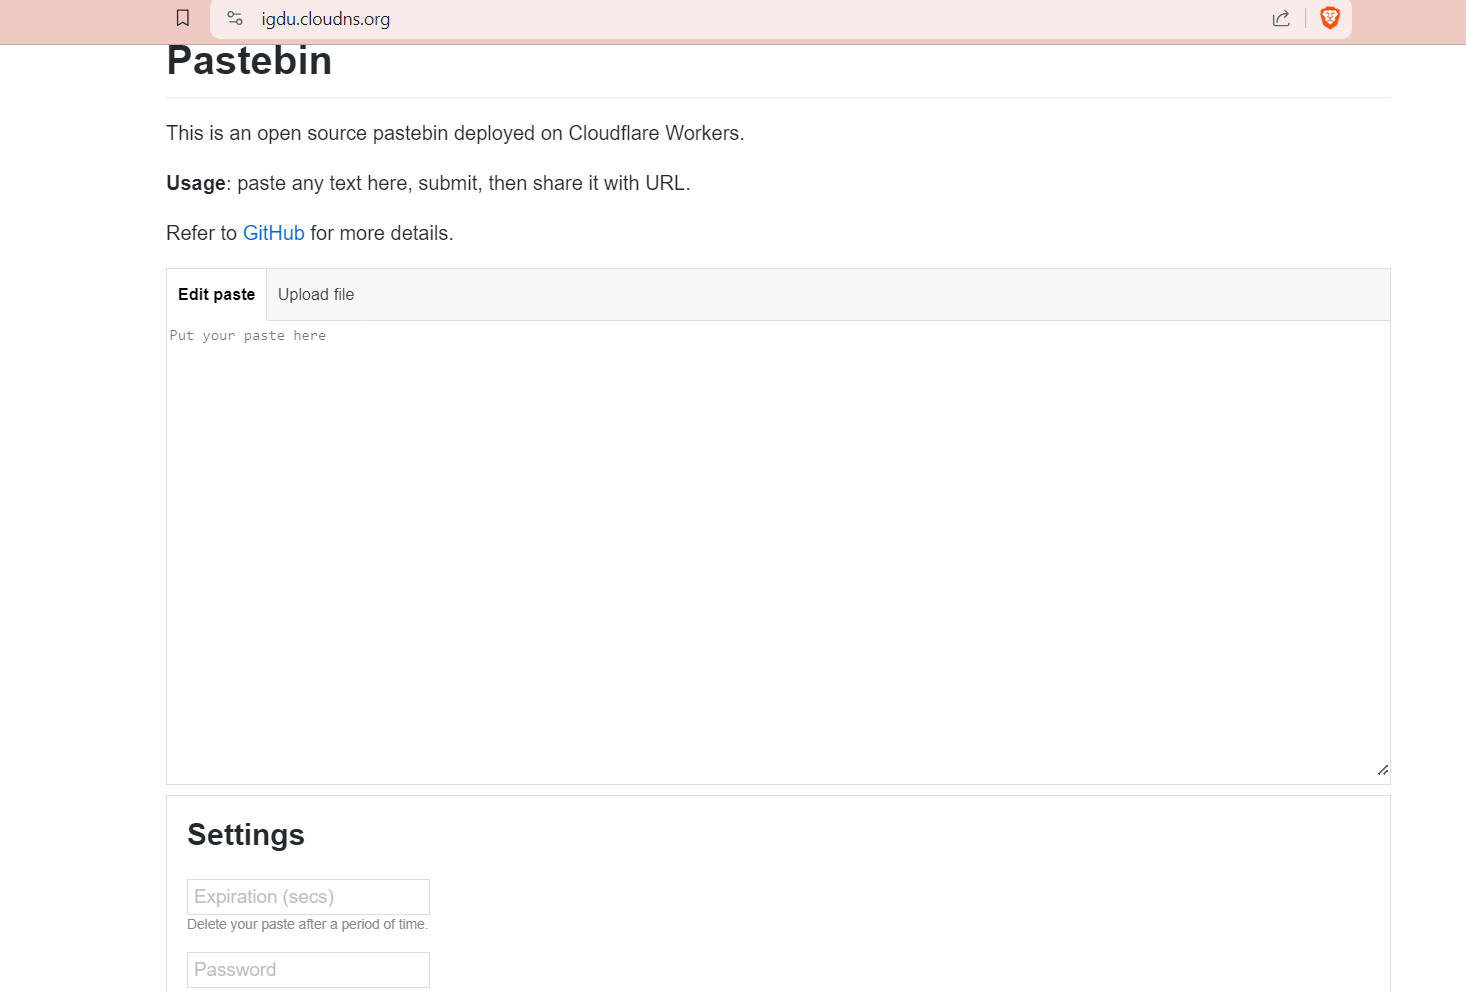 igdu.cloudns.org
Pastebin
This is an open source pastebin deployed on Cloudflare Workers.
Usage: paste any text here, submit, then share it with URL.
Refer to GitHub for more details.
Edit paste Upload file
Put your paste here
Settings
Expiration (secs)
Delete your paste after a period of time.
Password